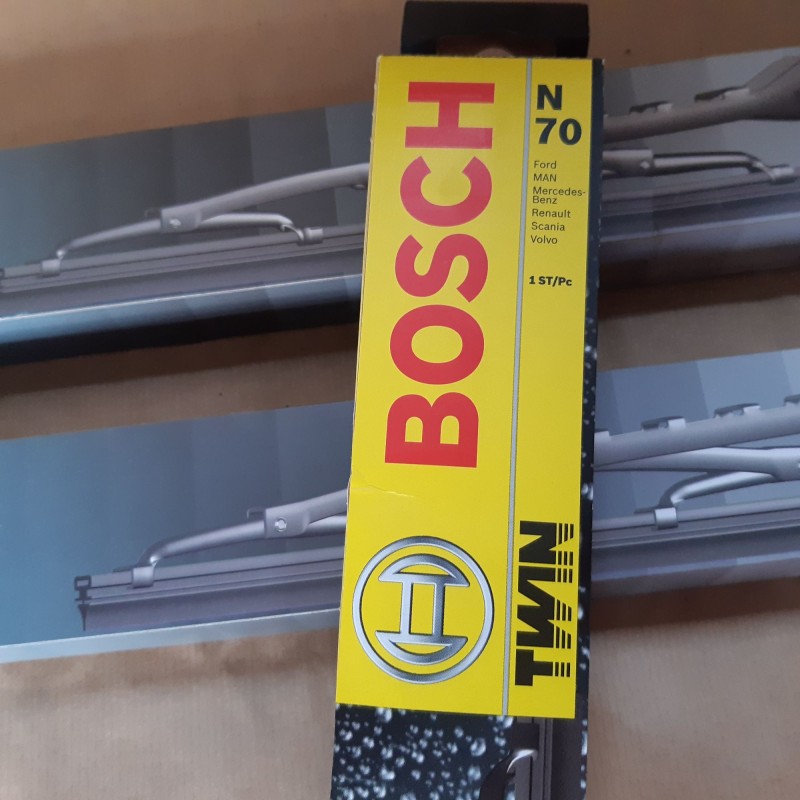 BOSCH
N
70
Ford
MAN
Mercedes-
Benz
Renault
Scania
Volvo
1 ST/Pc
TWIN